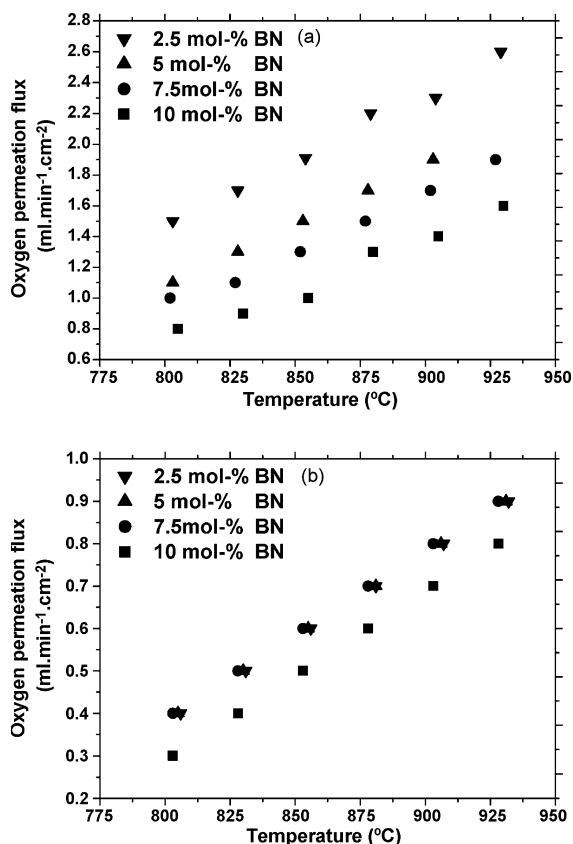 (a)
2.5 mol-% BN
5 mol-% BN
7.5mol-% BN
10 mol-% BN
Oxygen permeation flux
(ml.min-1.cm-2)
2.8
2.6
2.4
2.2
2.0
1.8
1.6
1.4
1.2
1.0
0.8
0.6
775 800 825 850 875 900 925 950
Temperature (ºC)
(b)
2.5 mol-% BN
5 mol-% BN
7.5mol-% BN
10 mol-% BN
Oxygen permeation flux
(ml.min-1.cm-2)
1.0
0.9
0.8
0.7
0.6
0.5
0.4
0.3
0.2
775 800 825 850 875 900 925 950
Temperature (ºC)